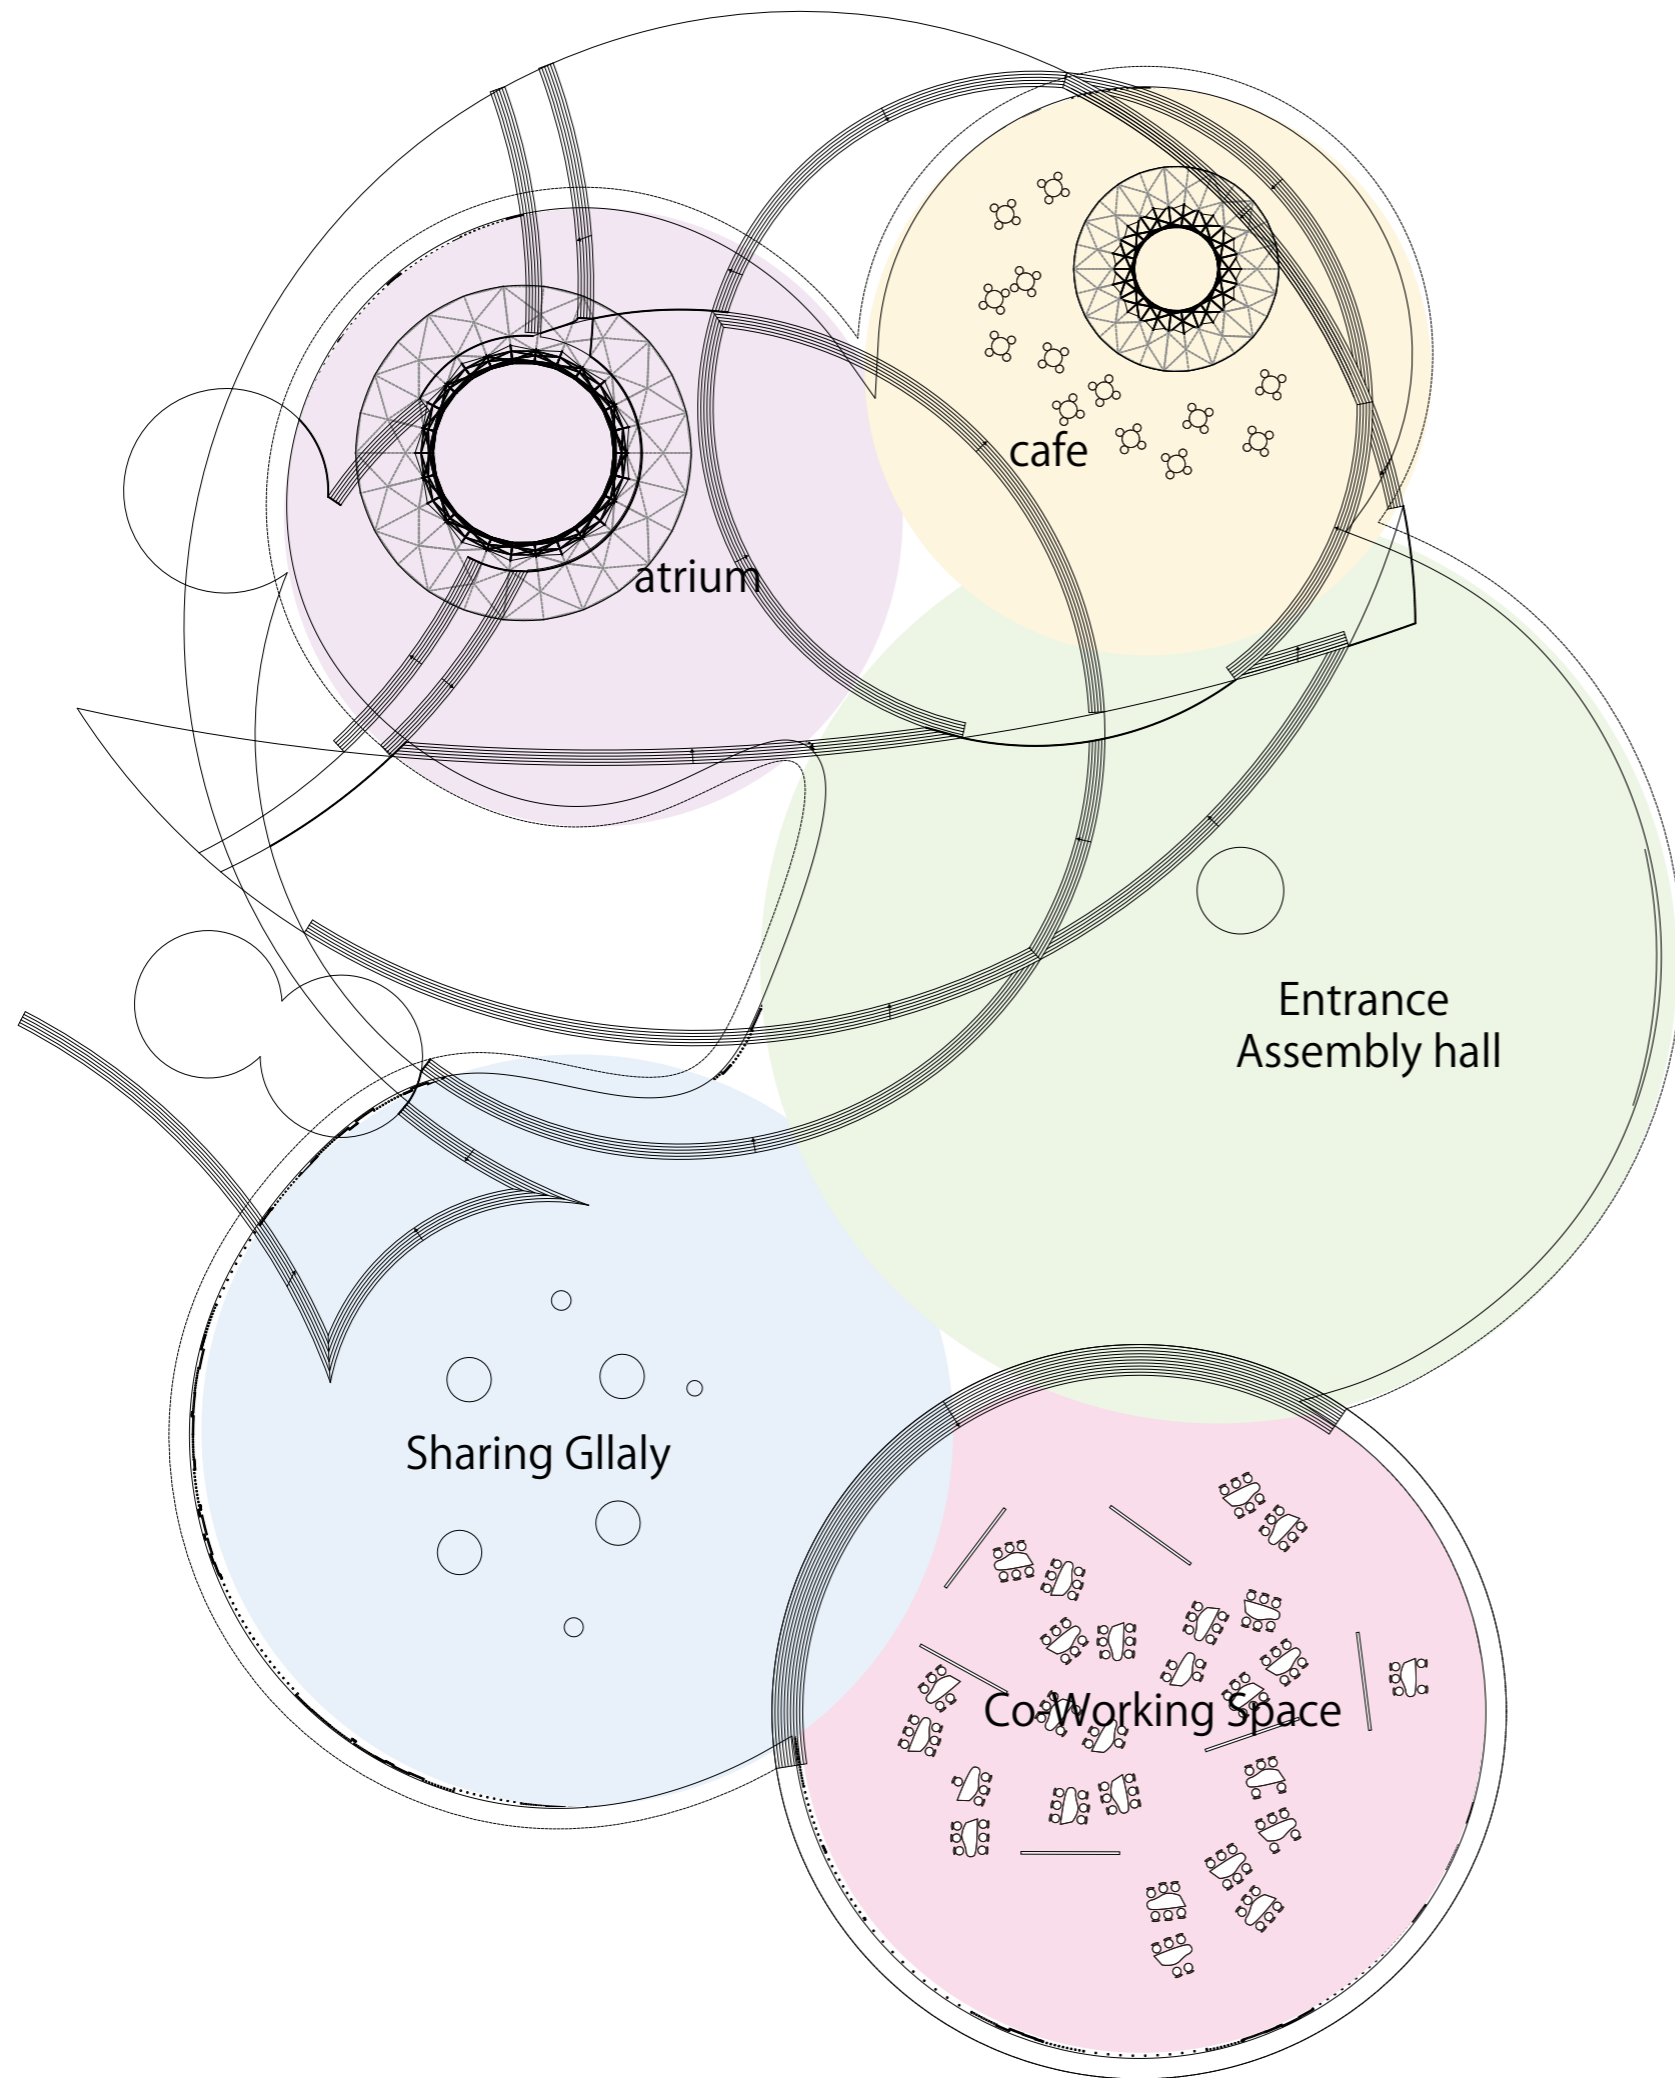 cafe
atrium
Entrance
Assembly hall
Sharing Gllaly
Co-Working Space